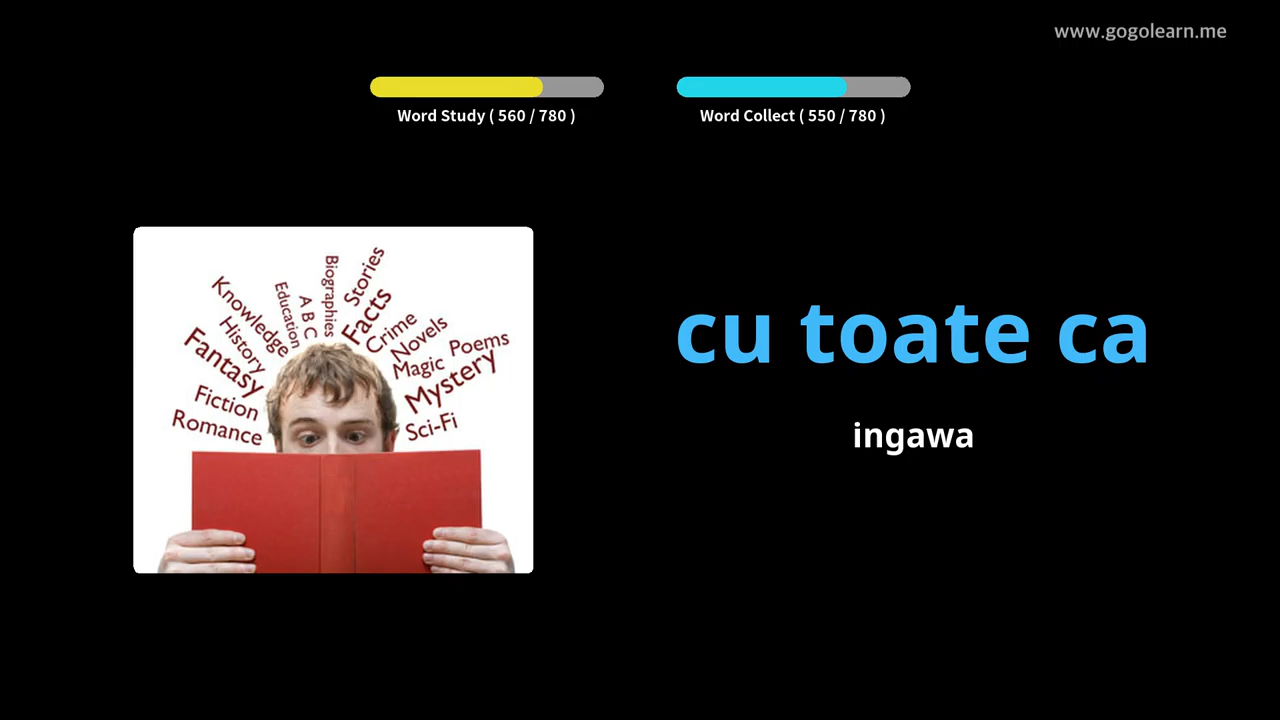 www.gogolearn.me
Word Study ( 560 / 780 )
Word Collect ( 550 / 780 )
Biographies
Stories
Education
A B C
Facts
Knowledge
Crime
History
Novels
Fantasy
Magic
Poems
Mystery
Fiction
Romance
Sci-Fi
cu toate ca
ingawa